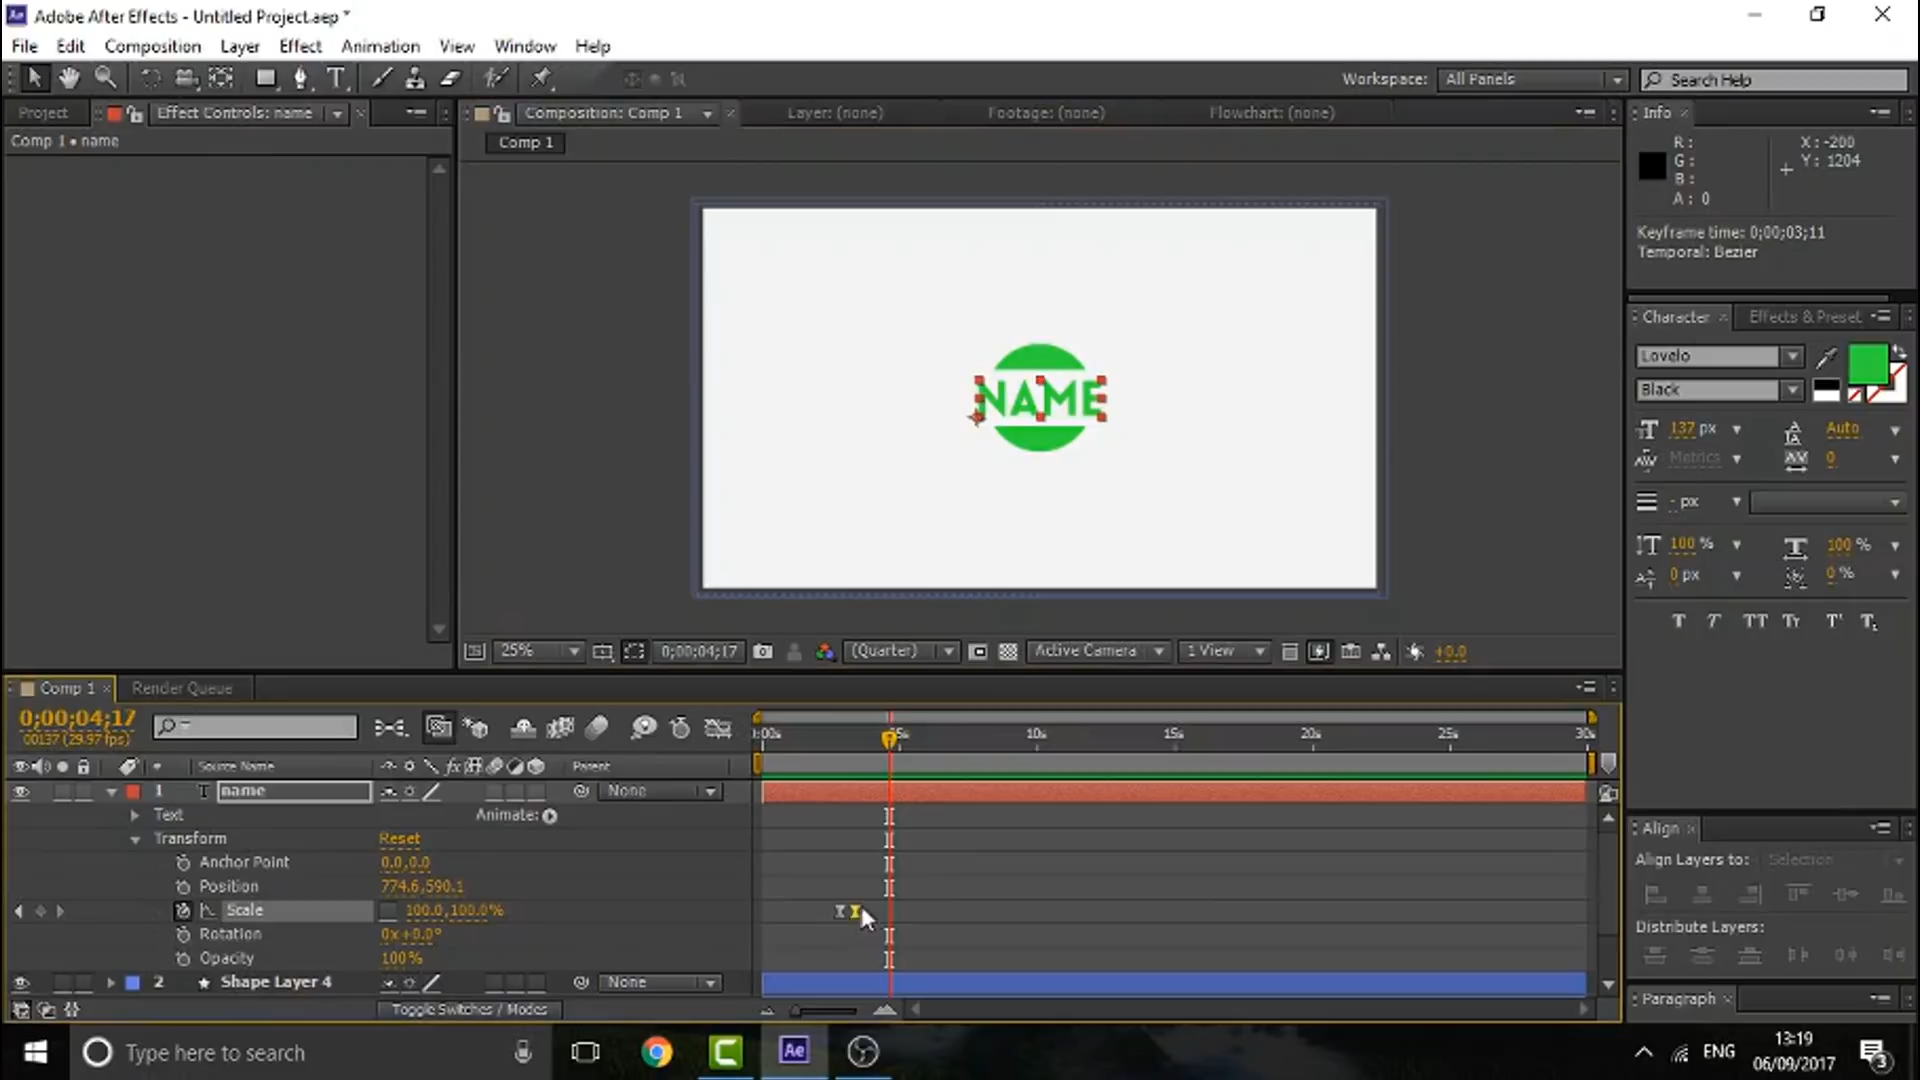 Adobe After Effects - Untitled Project.aep *
File Edit Composition Layer Effect Animation View Window Help
Workspace: All Panels Search Help
Project Effect Controls: name Composition: Comp 1 Layer: (none) Footage: (none) Flowchart: (none) Info
Comp 1 • name
Comp 1
R :
G :
B :
A : 0
X : -200
Y : 1204
Keyframe time: 0;00;03;11
Temporal: Bezier
NAME
Character Effects & Preset
Lovelo
Black
137 px Auto
Metrics 0
- px
100 % 100 %
0 px 0 %
25% 0;00;04;17 (Quarter) Active Camera 1 View +0.0
Comp 1 Render Queue
0;00;04;17
00137 (29.97 fps)
:00s 5s 10s 15s 20s 25s 30s
# Source Name Parent
1 name None
Text Animate:
Transform Reset
Anchor Point 0.0,0.0
Position 774.6,590.1
Scale 100.0,100.0%
Rotation 0x+0.0°
Opacity 100%
2 Shape Layer 4 None
Toggle Switches / Modes
Align
Align Layers to: Selection
Distribute Layers:
Paragraph
Type here to search
Ae
ENG
13:19
06/09/2017
3